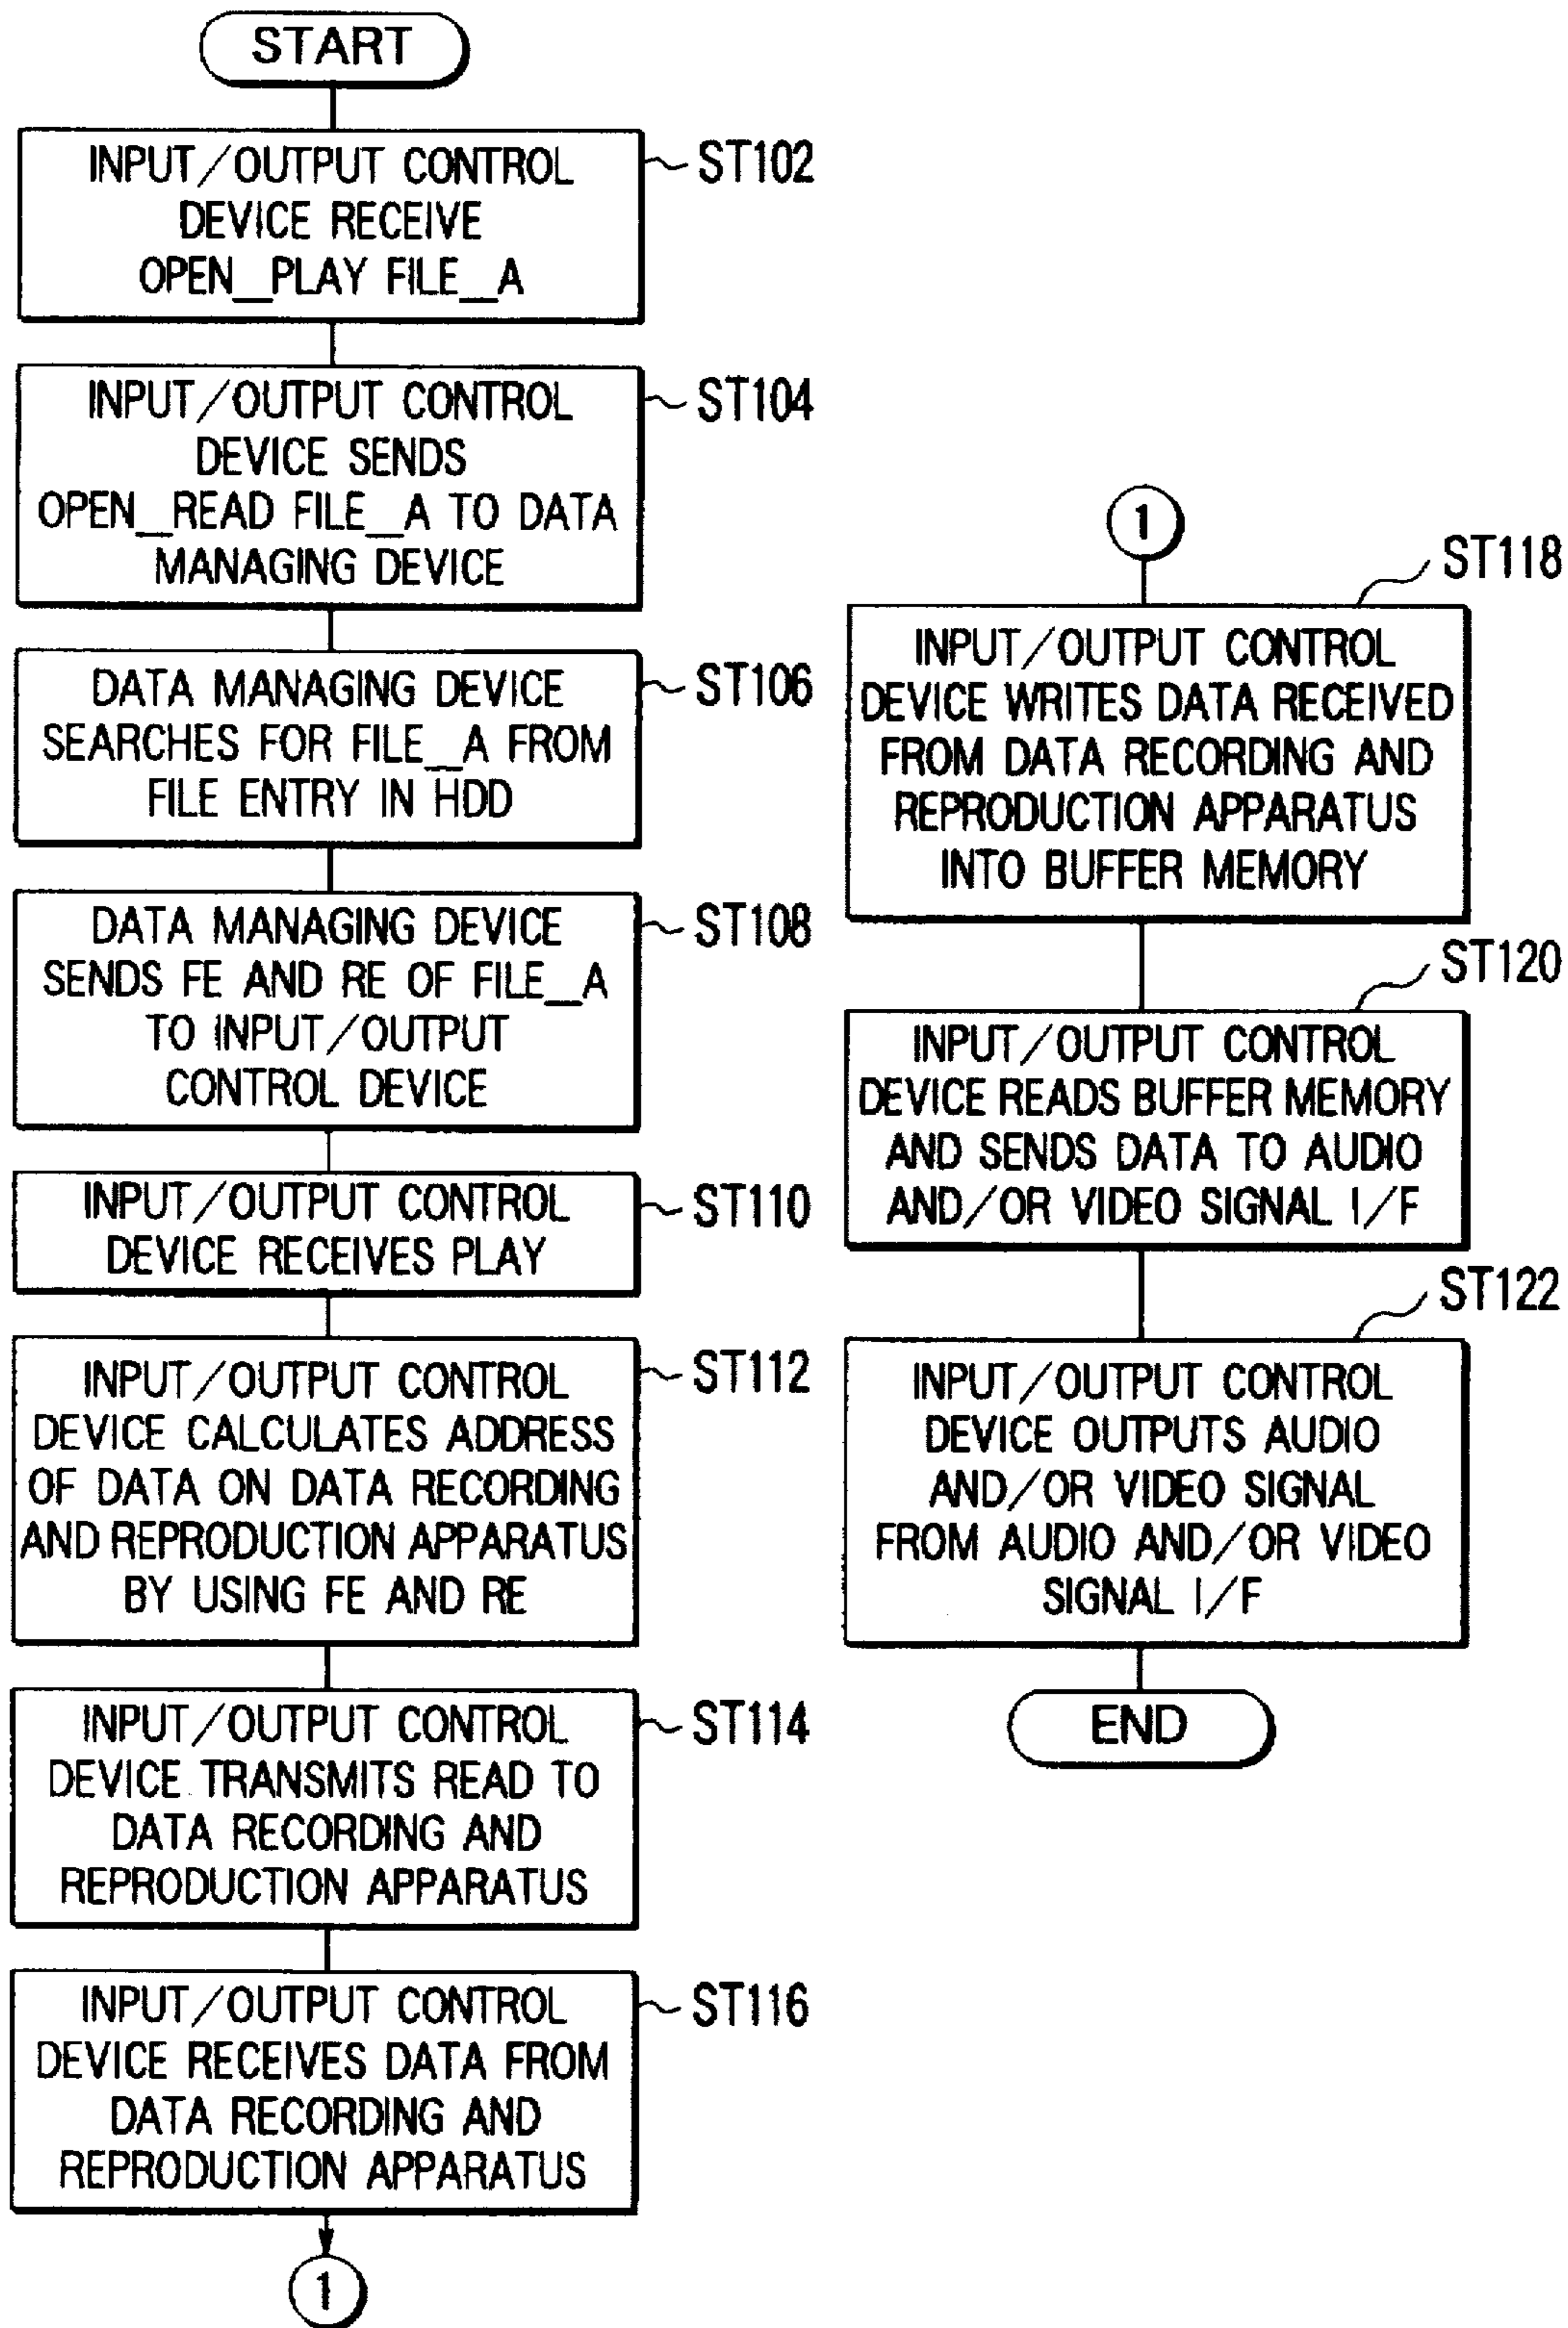 START
INPUT/OUTPUT CONTROL
DEVICE RECEIVE
OPEN__PLAY FILE__A
ST102
INPUT/OUTPUT CONTROL
DEVICE SENDS
OPEN__READ FILE__A TO DATA
MANAGING DEVICE
ST104
DATA MANAGING DEVICE
SEARCHES FOR FILE__A FROM
FILE ENTRY IN HDD
ST106
DATA MANAGING DEVICE
SENDS FE AND RE OF FILE__A
TO INPUT/OUTPUT
CONTROL DEVICE
ST108
INPUT/OUTPUT CONTROL
DEVICE RECEIVES PLAY
ST110
INPUT/OUTPUT CONTROL
DEVICE CALCULATES ADDRESS
OF DATA ON DATA RECORDING
AND REPRODUCTION APPARATUS
BY USING FE AND RE
ST112
INPUT/OUTPUT CONTROL
DEVICE TRANSMITS READ TO
DATA RECORDING AND
REPRODUCTION APPARATUS
ST114
INPUT/OUTPUT CONTROL
DEVICE RECEIVES DATA FROM
DATA RECORDING AND
REPRODUCTION APPARATUS
ST116
1
1
ST118
INPUT/OUTPUT CONTROL
DEVICE WRITES DATA RECEIVED
FROM DATA RECORDING AND
REPRODUCTION APPARATUS
INTO BUFFER MEMORY
ST120
INPUT/OUTPUT CONTROL
DEVICE READS BUFFER MEMORY
AND SENDS DATA TO AUDIO
AND/OR VIDEO SIGNAL I/F
ST122
INPUT/OUTPUT CONTROL
DEVICE OUTPUTS AUDIO
AND/OR VIDEO SIGNAL
FROM AUDIO AND/OR VIDEO
SIGNAL I/F
END